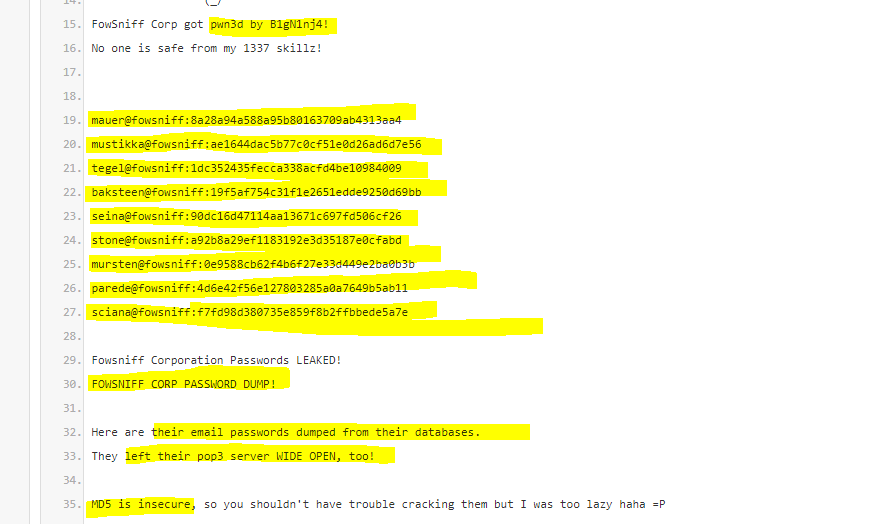 14. (_)
15. FowSniff Corp got pwn3d by B1gN1nj4!
16. No one is safe from my 1337 skillz!
17.
18.
19. mauer@fowsniff:8a28a94a588a95b80163709ab4313aa4
20. mustikka@fowsniff:ae1644dac5b77c0cf51e0d26ad6d7e56
21. tegel@fowsniff:1dc352435fecca338acfd4be10984009
22. baksteen@fowsniff:19f5af754c31f1e2651edde9250d69bb
23. seina@fowsniff:90dc16d47114aa13671c697fd506cf26
24. stone@fowsniff:a92b8a29ef1183192e3d35187e0cfabd
25. mursten@fowsniff:0e9588cb62f4b6f27e33d449e2ba0b3b
26. parede@fowsniff:4d6e42f56e127803285a0a7649b5ab11
27. sciana@fowsniff:f7fd98d380735e859f8b2ffbbede5a7e
28.
29. Fowsniff Corporation Passwords LEAKED!
30. FOWSNIFF CORP PASSWORD DUMP!
31.
32. Here are their email passwords dumped from their databases.
33. They left their pop3 server WIDE OPEN, too!
34.
35. MD5 is insecure, so you shouldn't have trouble cracking them but I was too lazy haha =P